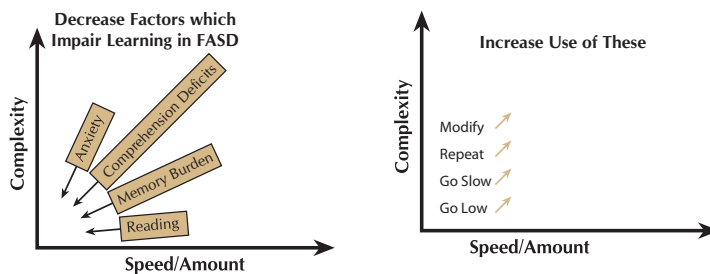 Decrease Factors which
Impair Learning in FASD
Complexity
Anxiety
Comprehension Deficits
Memory Burden
Reading
Speed/Amount
Increase Use of These
Complexity
Modify
Repeat
Go Slow
Go Low
Speed/Amount